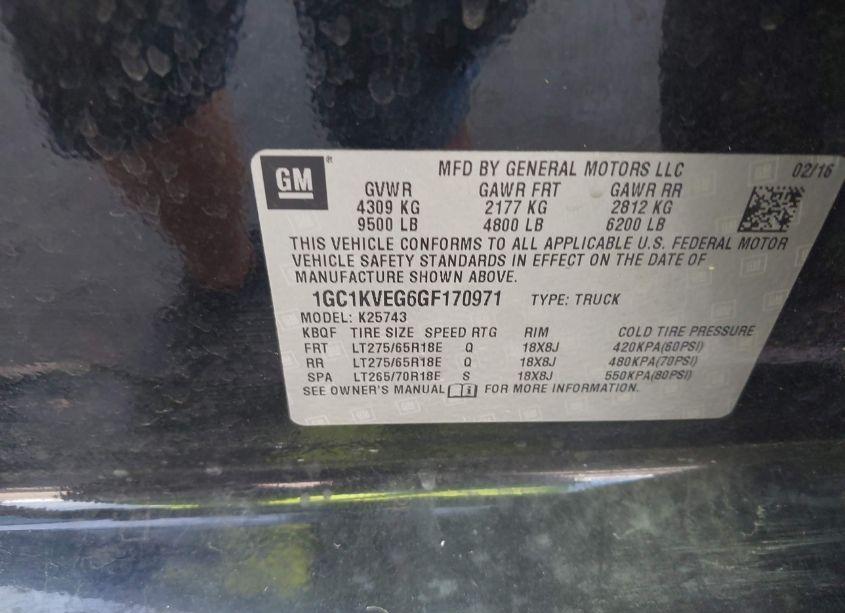 GM MFD BY GENERAL MOTORS LLC 02/16
GVWR GAWR FRT GAWR RR
4309 KG 2177 KG 2812 KG
9500 LB 4800 LB 6200 LB
THIS VEHICLE CONFORMS TO ALL APPLICABLE U.S. FEDERAL MOTOR
VEHICLE SAFETY STANDARDS IN EFFECT ON THE DATE OF
MANUFACTURE SHOWN ABOVE.
1GC1KVEG6GF170971 TYPE: TRUCK
MODEL: K25743
KBQF TIRE SIZE SPEED RTG RIM COLD TIRE PRESSURE
FRT LT275/65R18E Q 18X8J 420KPA(60PSI)
RR LT275/65R18E Q 18X8J 480KPA(70PSI)
SPA LT265/70R18E S 18X8J 550KPA(80PSI)
SEE OWNER'S MANUAL FOR MORE INFORMATION.